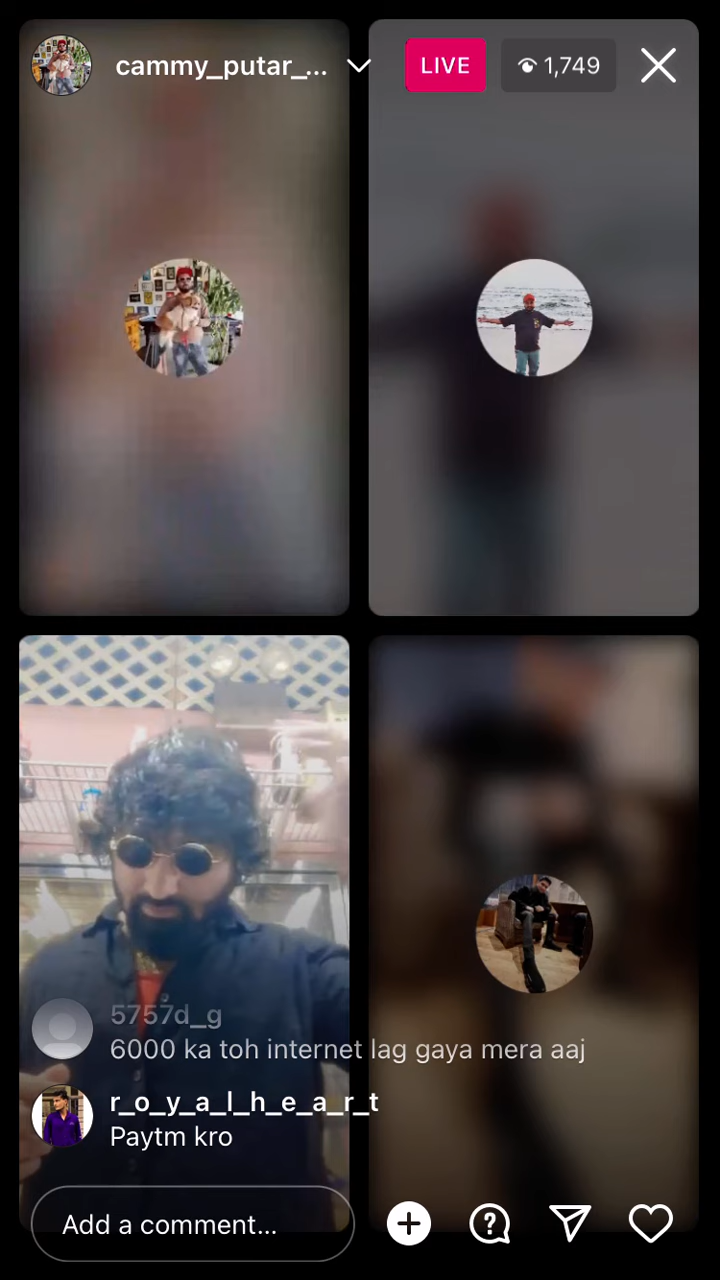 cammy_putar_...
LIVE
1,749
5757d_g
6000 ka toh internet lag gaya mera aaj
r_o_y_a_l_h_e_a_r_t
Paytm kro
Add a comment...